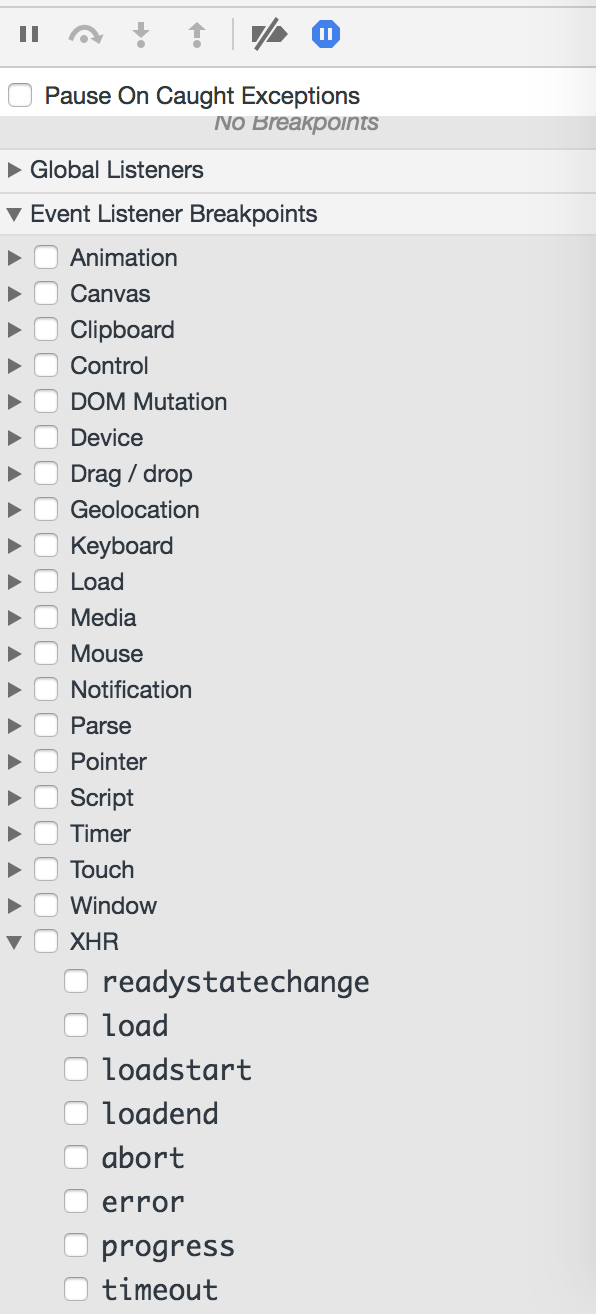 Pause On Caught Exceptions
No Breakpoints
Global Listeners
Event Listener Breakpoints
Animation
Canvas
Clipboard
Control
DOM Mutation
Device
Drag / drop
Geolocation
Keyboard
Load
Media
Mouse
Notification
Parse
Pointer
Script
Timer
Touch
Window
XHR
readystatechange
load
loadstart
loadend
abort
error
progress
timeout